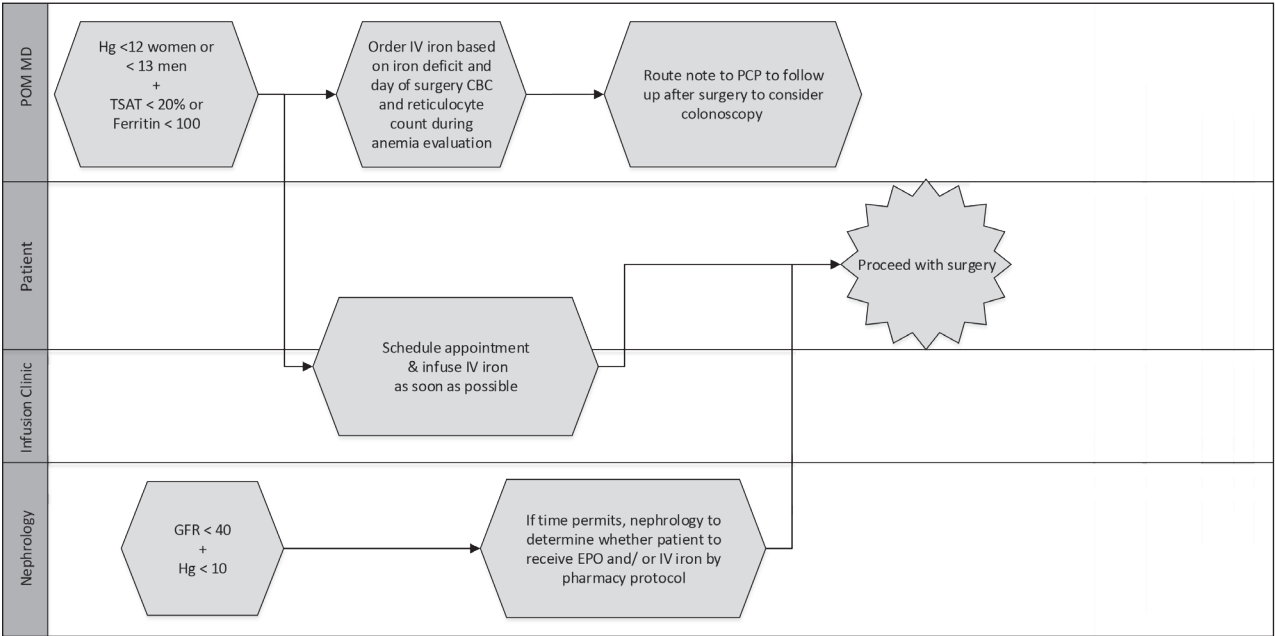 POM MD
Hg <12 women or
< 13 men
+
TSAT < 20% or
Ferritin < 100
Order IV iron based
on iron deficit and
day of surgery CBC
and reticulocyte
count during
anemia evaluation
Route note to PCP to follow
up after surgery to consider
colonoscopy
Patient
Proceed with surgery
Schedule appointment
& infuse IV iron
as soon as possible
Infusion Clinic
Nephrology
GFR < 40
+
Hg < 10
If time permits, nephrology to
determine whether patient to
receive EPO and/ or IV iron by
pharmacy protocol